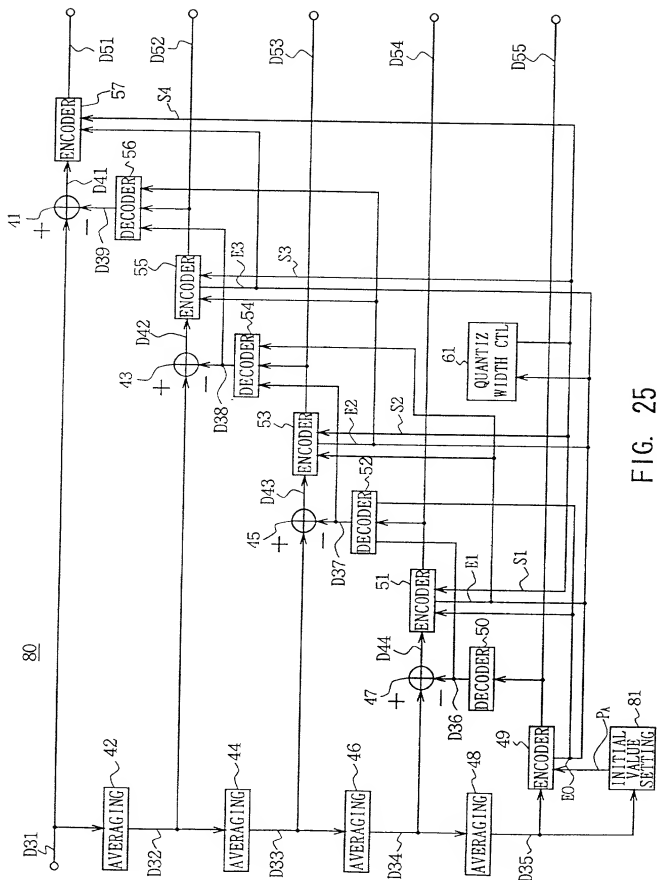 80
D31
AVERAGING
42
D32
AVERAGING
44
D33
AVERAGING
46
D34
AVERAGING
48
D35
41
+
−
D39
D41
ENCODER
57
D51
S4
DECODER
56
43
+
−
D38
D42
ENCODER
55
D52
S3
E3
DECODER
54
45
+
−
D37
D43
ENCODER
53
D53
S2
E2
DECODER
52
47
+
−
D36
D44
ENCODER
51
D54
S1
E1
DECODER
50
ENCODER
49
E0
D55
PA
INITIAL
VALUE
SETTING
81
61
QUANTIZ
WIDTH CTL
FIG. 25